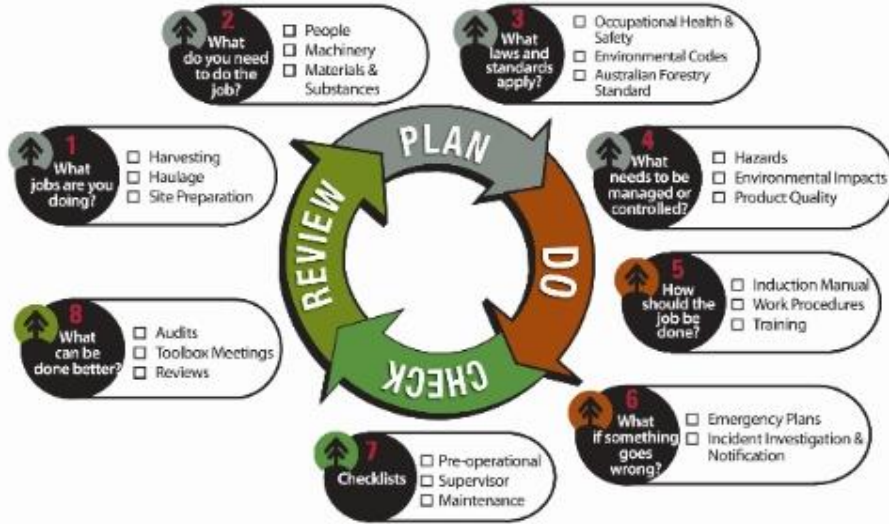 1
What
jobs are you
doing?
Harvesting
Haulage
Site Preparation
2
What
do you need
to do the
job?
People
Machinery
Materials &
Substances
3
What
laws and
standards
apply?
Occupational Health &
Safety
Environmental Codes
Australian Forestry
Standard
4
What
needs to be
managed or
controlled?
Hazards
Environmental Impacts
Product Quality
5
How
should the
job be
done?
Induction Manual
Work Procedures
Training
6
What
if something
goes
wrong?
Emergency Plans
Incident Investigation &
Notification
7
Checklists
Pre-operational
Supervisor
Maintenance
8
What
can be
done better?
Audits
Toolbox Meetings
Reviews
PLAN
DO
CHECK
REVIEW